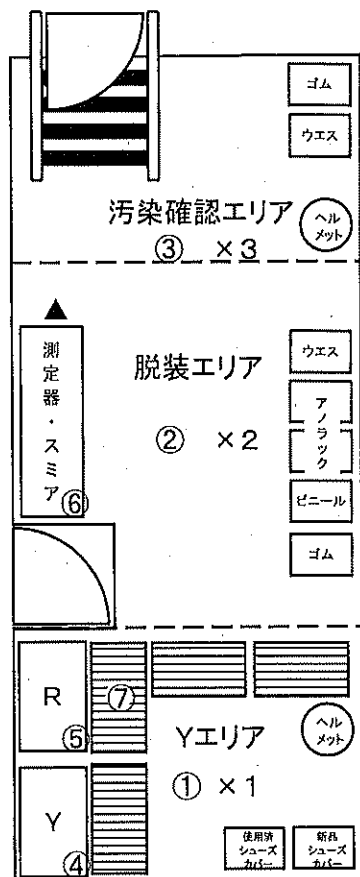 ゴム
ウエス
汚染確認エリア
ヘル
メット
③ ×3
測定器・スミア
⑥
脱装エリア
② ×2
ウエス
アノラック
ビニール
ゴム
R
⑤
⑦
Yエリア
ヘル
メット
① ×1
Y
④
使用済
シューズ
カバー
新品
シューズ
カバー